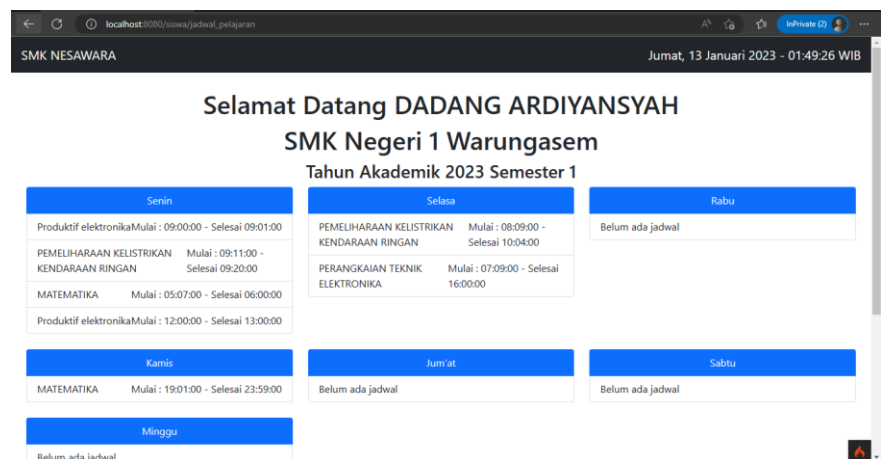 localhost:8080/siswa/jadwal_pelajaran
InPrivate (2)
SMK NESAWARA
Jumat, 13 Januari 2023 - 01:49:26 WIB
Selamat Datang DADANG ARDIYANSYAH
SMK Negeri 1 Warungasem
Tahun Akademik 2023 Semester 1
Senin
Produktif elektronikaMulai : 09:00:00 - Selesai 09:01:00
PEMELIHARAAN KELISTRIKAN Mulai : 09:11:00 -
KENDARAAN RINGAN Selesai 09:20:00
MATEMATIKA Mulai : 05:07:00 - Selesai 06:00:00
Produktif elektronikaMulai : 12:00:00 - Selesai 13:00:00
Selasa
PEMELIHARAAN KELISTRIKAN Mulai : 08:09:00 -
KENDARAAN RINGAN Selesai 10:04:00
PERANGKAIAN TEKNIK Mulai : 07:09:00 - Selesai
ELEKTRONIKA 16:00:00
Rabu
Belum ada jadwal
Kamis
MATEMATIKA Mulai : 19:01:00 - Selesai 23:59:00
Jum'at
Belum ada jadwal
Sabtu
Belum ada jadwal
Minggu
Belum ada jadwal